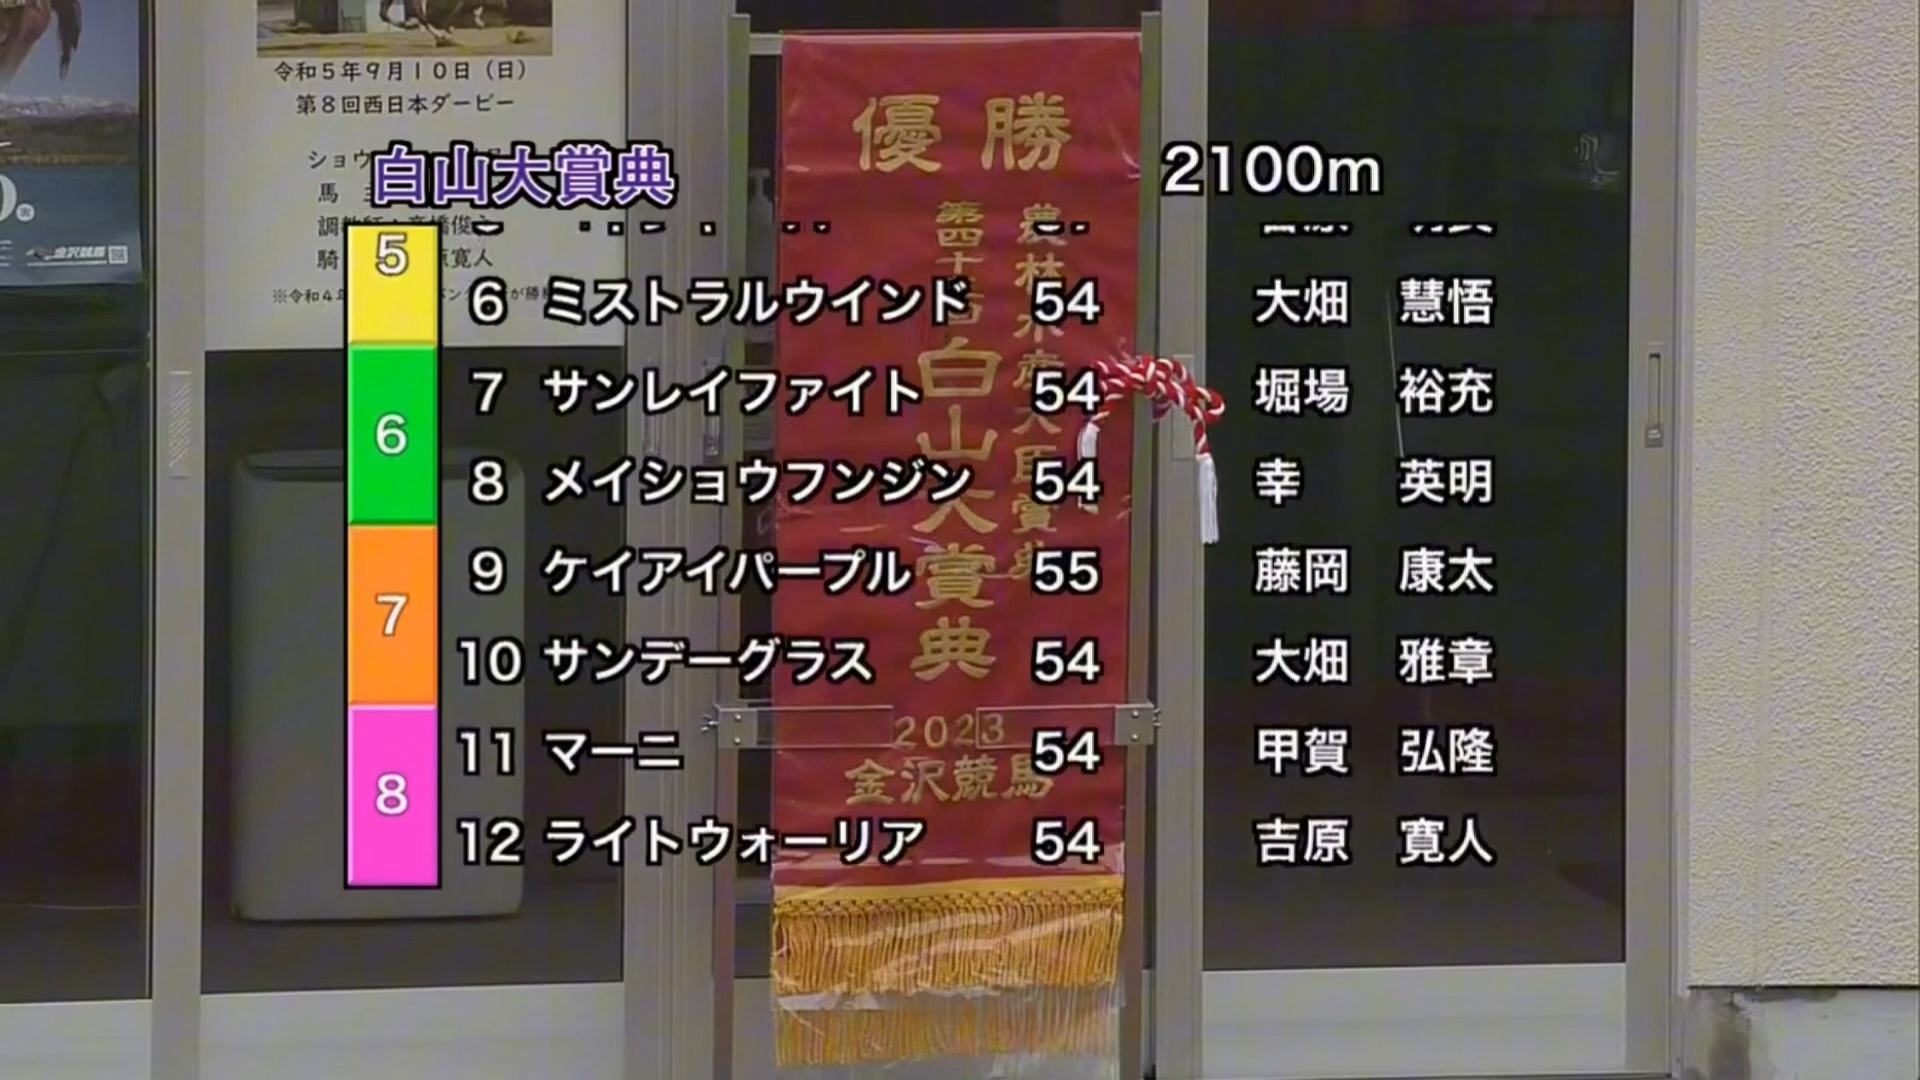 令和5年9月10日（日）
第8回西日本ダービー
白山大賞典 2100m
5
6 ミストラルウインド 54 大畑 慧悟
6
7 サンレイファイト 54 堀場 裕充
8 メイショウフンジン 54 幸 英明
7
9 ケイアイパープル 55 藤岡 康太
10 サンデーグラス 54 大畑 雅章
8
11 マーニ 54 甲賀 弘隆
12 ライトウォーリア 54 吉原 寛人
優勝
白山大賞典
2023
金沢競馬
金沢競馬